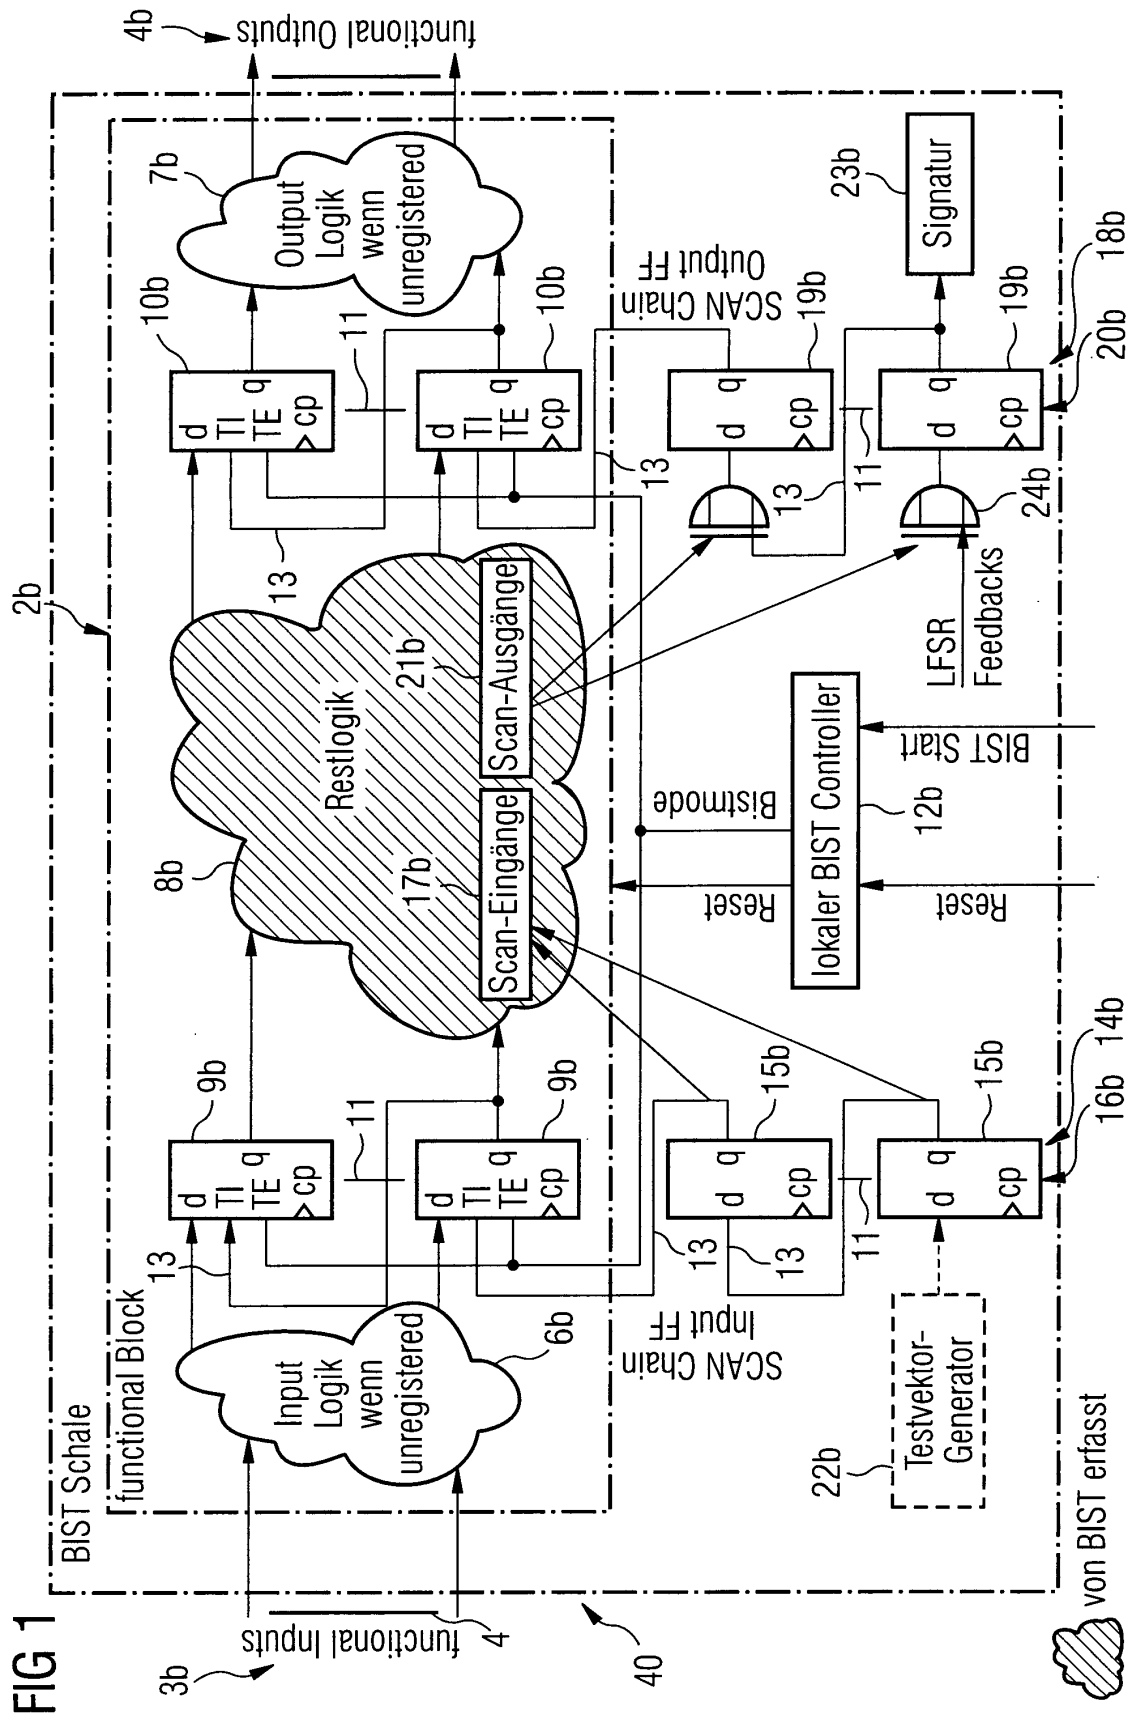 FIG 1
BIST Schale
functional Block
2b
3b
functional Inputs
4
40
Input
Logik
wenn
unregistered
6b
13
d
TI
TE
q
cp
9b
11
d
TI
TE
q
cp
9b
8b
Restlogik
17b
Scan-Eingänge
21b
Scan-Ausgänge
13
d
TI
TE
q
cp
10b
11
d
TI
TE
q
cp
10b
Output
Logik
wenn
unregistered
7b
4b
functional Outputs
SCAN Chain
Input FF
13
13
d
q
cp
15b
11
d
q
cp
15b
14b
16b
22b
Testvektor-
Generator
Reset
Bistmode
lokaler BIST Controller
12b
Reset
BIST Start
SCAN Chain
Output FF
13
d
q
cp
19b
13
11
d
q
cp
19b
18b
20b
24b
LFSR
Feedbacks
23b
Signatur
von BIST erfasst